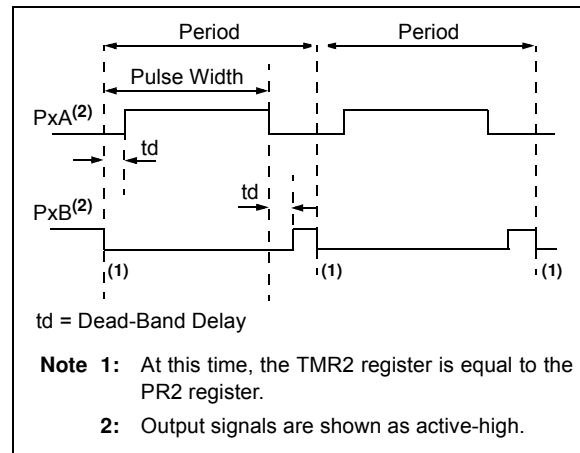 Period Period
Pulse Width
PxA(2)
td
td
PxB(2)
(1) (1) (1)
td = Dead-Band Delay
Note 1: At this time, the TMR2 register is equal to the
PR2 register.
2: Output signals are shown as active-high.